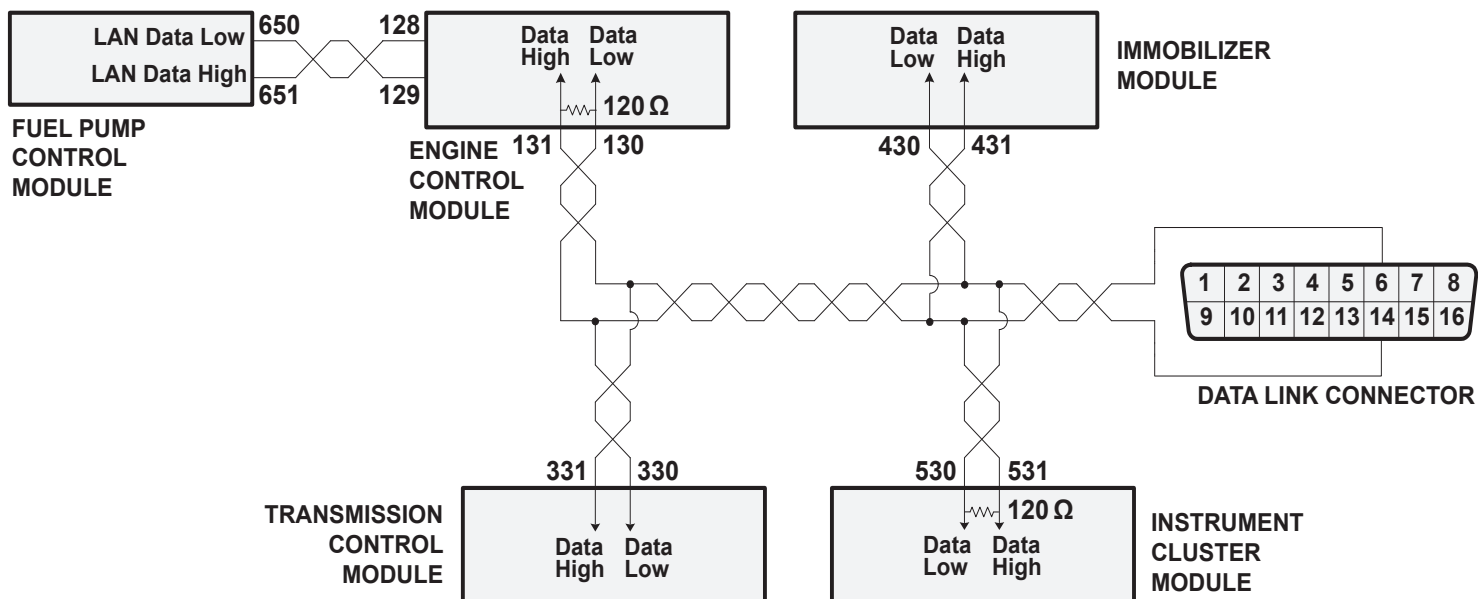 LAN Data Low
LAN Data High
650
651
128
129
FUEL PUMP
CONTROL
MODULE
Data
High
Data
Low
120 Ω
131
130
ENGINE
CONTROL
MODULE
Data
Low
Data
High
430
431
IMMOBILIZER
MODULE
1 2 3 4 5 6 7 8
9 10 11 12 13 14 15 16
DATA LINK CONNECTOR
331
330
TRANSMISSION
CONTROL
MODULE
Data
High
Data
Low
530
531
120 Ω
Data
Low
Data
High
INSTRUMENT
CLUSTER
MODULE